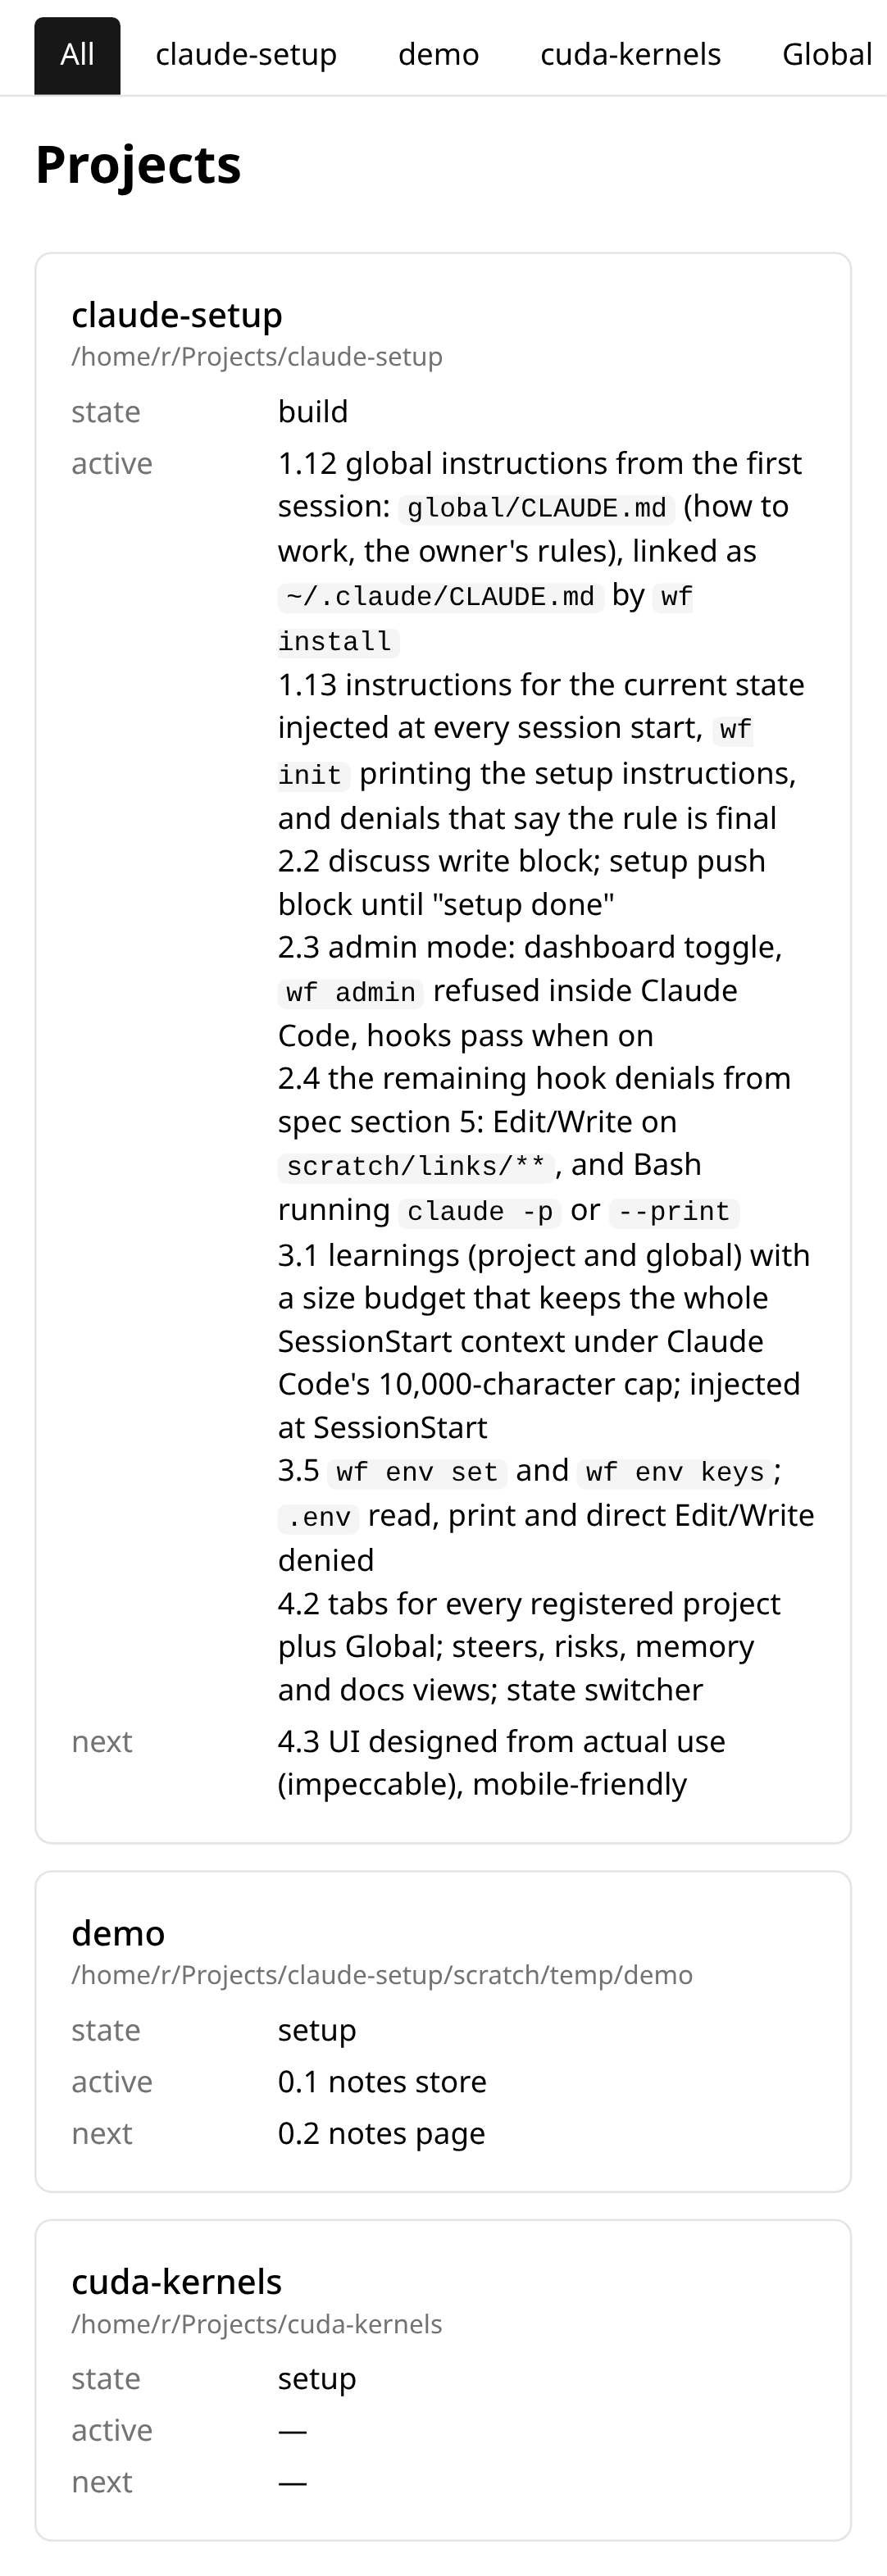 All claude-setup demo cuda-kernels Global
Projects
claude-setup
/home/r/Projects/claude-setup
state build
active 1.12 global instructions from the first
session: global/CLAUDE.md (how to
work, the owner's rules), linked as
~/.claude/CLAUDE.md by wf
install
1.13 instructions for the current state
injected at every session start, wf
init printing the setup instructions,
and denials that say the rule is final
2.2 discuss write block; setup push
block until "setup done"
2.3 admin mode: dashboard toggle,
wf admin refused inside Claude
Code, hooks pass when on
2.4 the remaining hook denials from
spec section 5: Edit/Write on
scratch/links/**, and Bash
running claude -p or --print
3.1 learnings (project and global) with
a size budget that keeps the whole
SessionStart context under Claude
Code's 10,000-character cap; injected
at SessionStart
3.5 wf env set and wf env keys;
.env read, print and direct Edit/Write
denied
4.2 tabs for every registered project
plus Global; steers, risks, memory
and docs views; state switcher
next 4.3 UI designed from actual use
(impeccable), mobile-friendly
demo
/home/r/Projects/claude-setup/scratch/temp/demo
state setup
active 0.1 notes store
next 0.2 notes page
cuda-kernels
/home/r/Projects/cuda-kernels
state setup
active —
next —